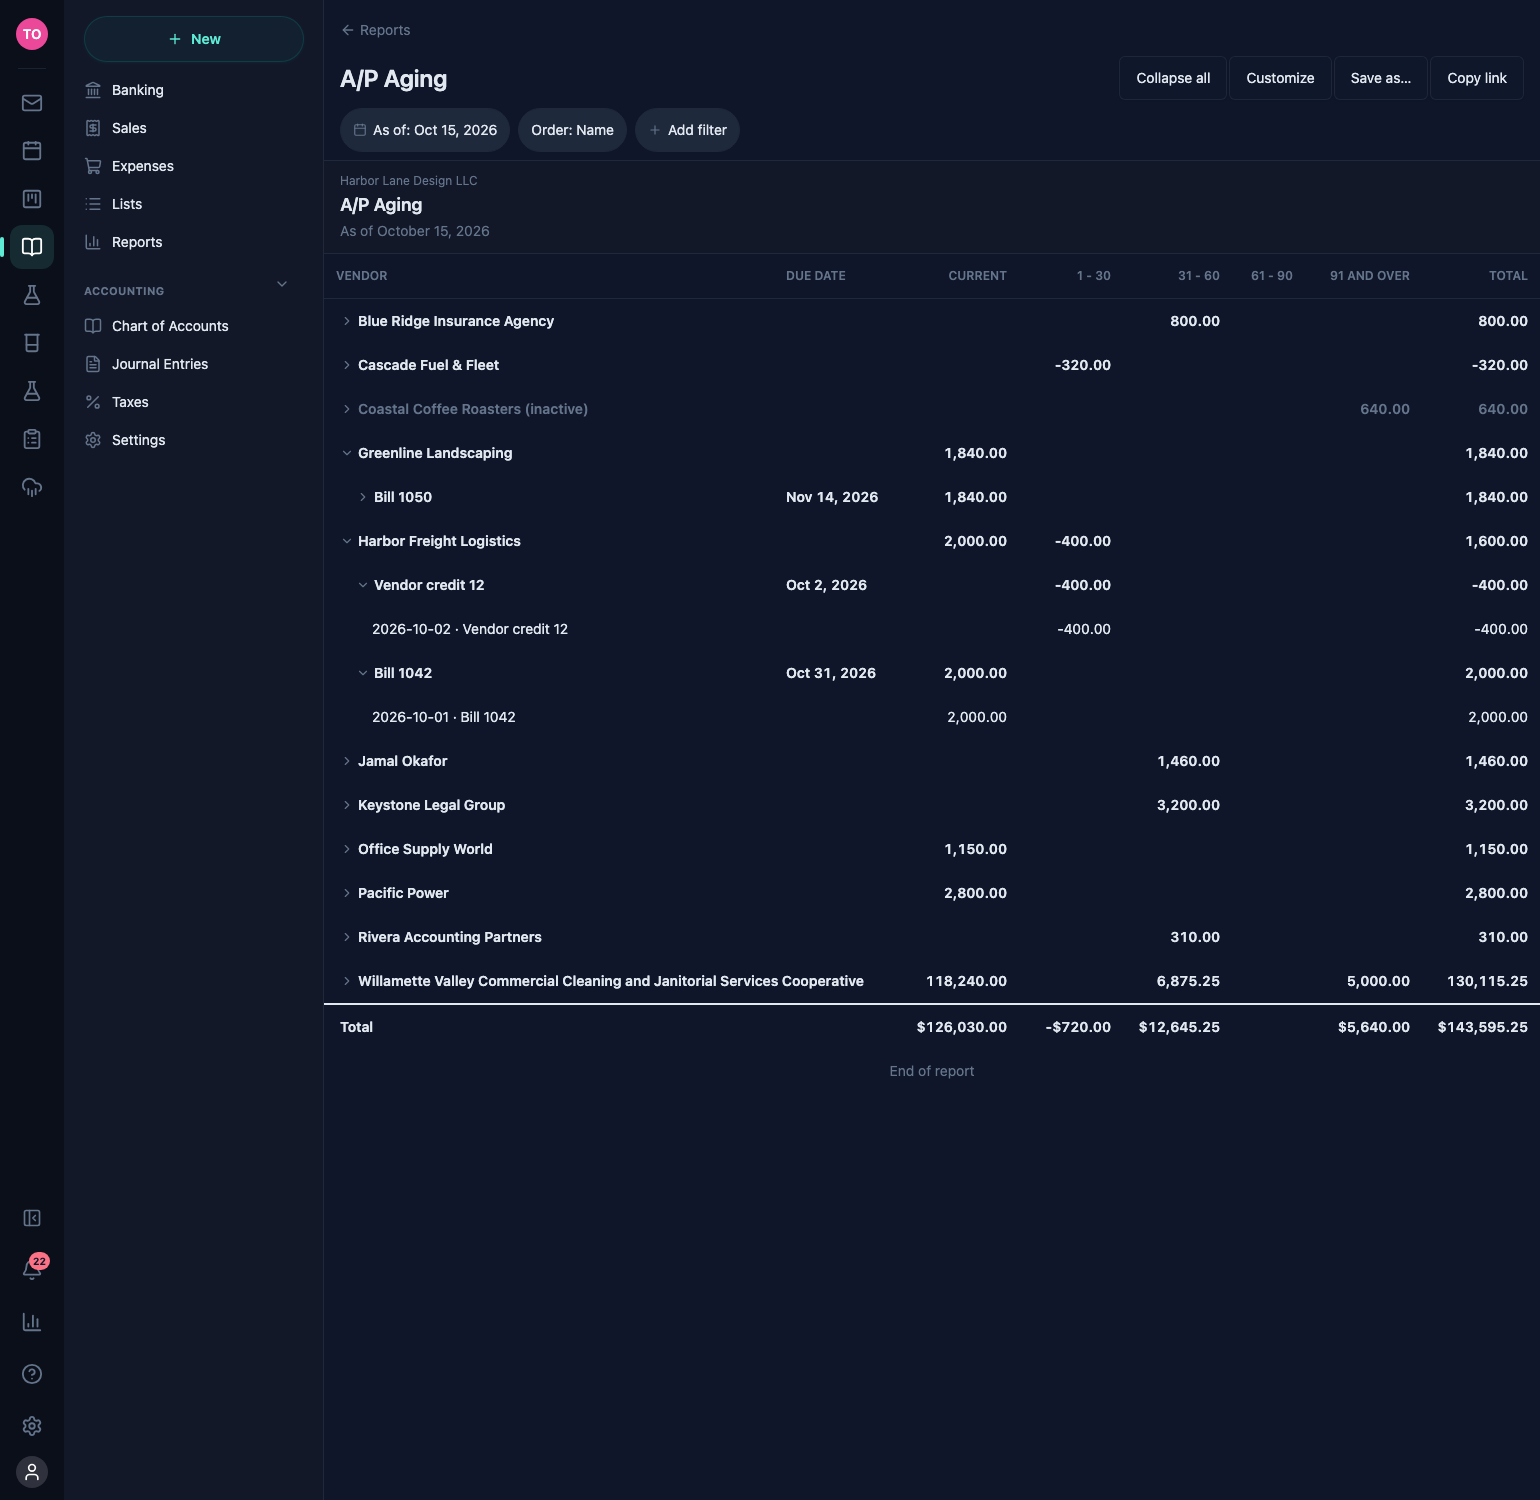 TO
New
Banking
Sales
Expenses
Lists
Reports
ACCOUNTING
Chart of Accounts
Journal Entries
Taxes
Settings
22
Reports
A/P Aging
Collapse all Customize Save as... Copy link
As of: Oct 15, 2026 Order: Name Add filter
Harbor Lane Design LLC
A/P Aging
As of October 15, 2026
VENDOR DUE DATE CURRENT 1 - 30 31 - 60 61 - 90 91 AND OVER TOTAL
Blue Ridge Insurance Agency 800.00 800.00
Cascade Fuel & Fleet -320.00 -320.00
Coastal Coffee Roasters (inactive) 640.00 640.00
Greenline Landscaping 1,840.00 1,840.00
Bill 1050 Nov 14, 2026 1,840.00 1,840.00
Harbor Freight Logistics 2,000.00 -400.00 1,600.00
Vendor credit 12 Oct 2, 2026 -400.00 -400.00
2026-10-02 · Vendor credit 12 -400.00 -400.00
Bill 1042 Oct 31, 2026 2,000.00 2,000.00
2026-10-01 · Bill 1042 2,000.00 2,000.00
Jamal Okafor 1,460.00 1,460.00
Keystone Legal Group 3,200.00 3,200.00
Office Supply World 1,150.00 1,150.00
Pacific Power 2,800.00 2,800.00
Rivera Accounting Partners 310.00 310.00
Willamette Valley Commercial Cleaning and Janitorial Services Cooperative 118,240.00 6,875.25 5,000.00 130,115.25
Total $126,030.00 -$720.00 $12,645.25 $5,640.00 $143,595.25
End of report